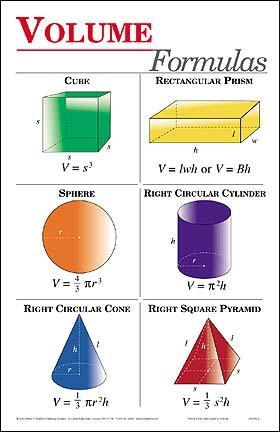 VOLUME
Formulas
CUBE
s
s
s
V = s³
RECTANGULAR PRISM
l
w
h
V = lwh or V = Bh
SPHERE
r
V = 4/3 πr³
RIGHT CIRCULAR CYLINDER
r
h
V = π²h
RIGHT CIRCULAR CONE
h
l
r
V = 1/3 πr²h
RIGHT SQUARE PYRAMID
h
l
s
s
V = 1/3 s²h